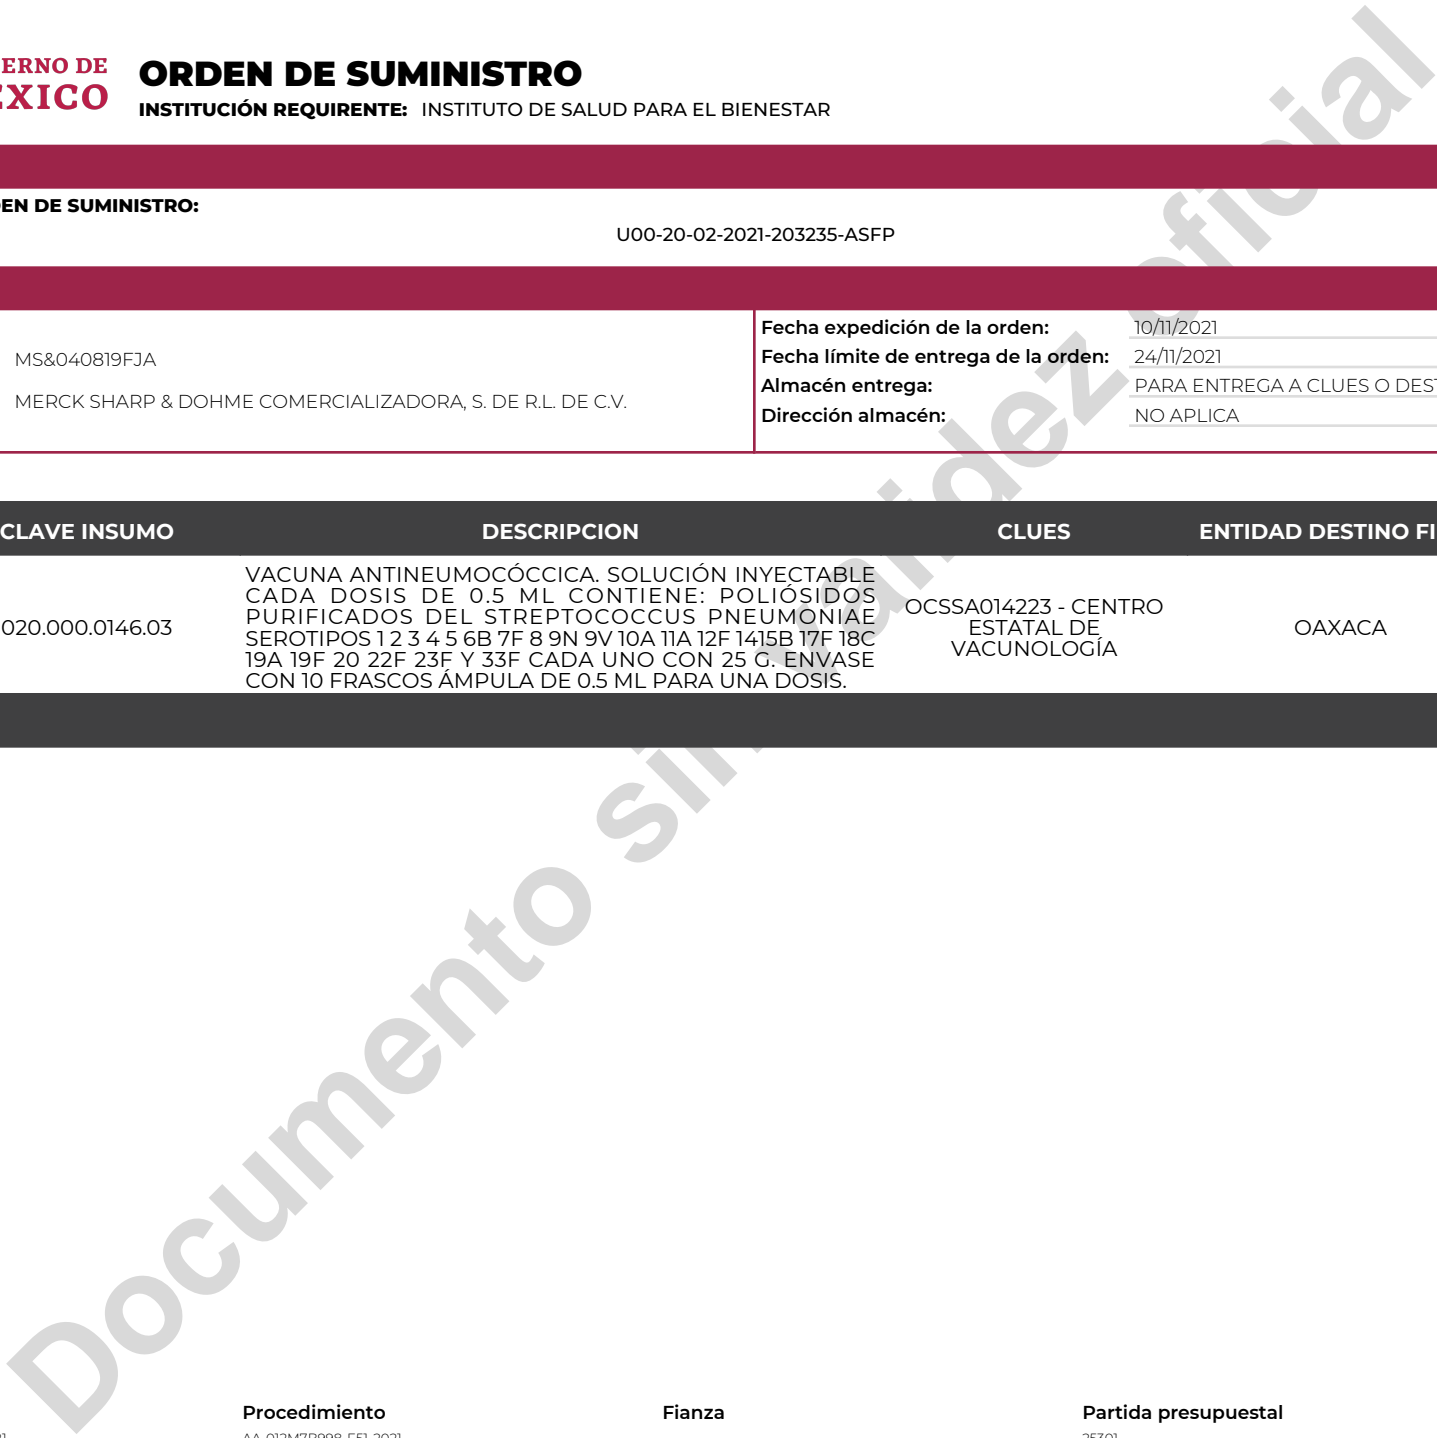 ERNO DE
EXICO
ORDEN DE SUMINISTRO
INSTITUCIÓN REQUIRENTE: INSTITUTO DE SALUD PARA EL BIENESTAR
EN DE SUMINISTRO:
U00-20-02-2021-203235-ASFP
MS&040819FJA
MERCK SHARP & DOHME COMERCIALIZADORA, S. DE R.L. DE C.V.
Fecha expedición de la orden: 10/11/2021
Fecha límite de entrega de la orden: 24/11/2021
Almacén entrega: PARA ENTREGA A CLUES O DEST
Dirección almacén: NO APLICA
CLAVE INSUMO DESCRIPCION CLUES ENTIDAD DESTINO FI
020.000.0146.03
VACUNA ANTINEUMOCÓCCICA. SOLUCIÓN INYECTABLE
CADA DOSIS DE 0.5 ML CONTIENE: POLIÓSIDOS
PURIFICADOS DEL STREPTOCOCCUS PNEUMONIAE
SEROTIPOS 1 2 3 4 5 6B 7F 8 9N 9V 10A 11A 12F 1415B 17F 18C
19A 19F 20 22F 23F Y 33F CADA UNO CON 25 G. ENVASE
CON 10 FRASCOS ÁMPULA DE 0.5 ML PARA UNA DOSIS.
OCSSA014223 - CENTRO
ESTATAL DE
VACUNOLOGÍA
OAXACA
Documento sin validez oficial
Procedimiento Fianza Partida presupuestal